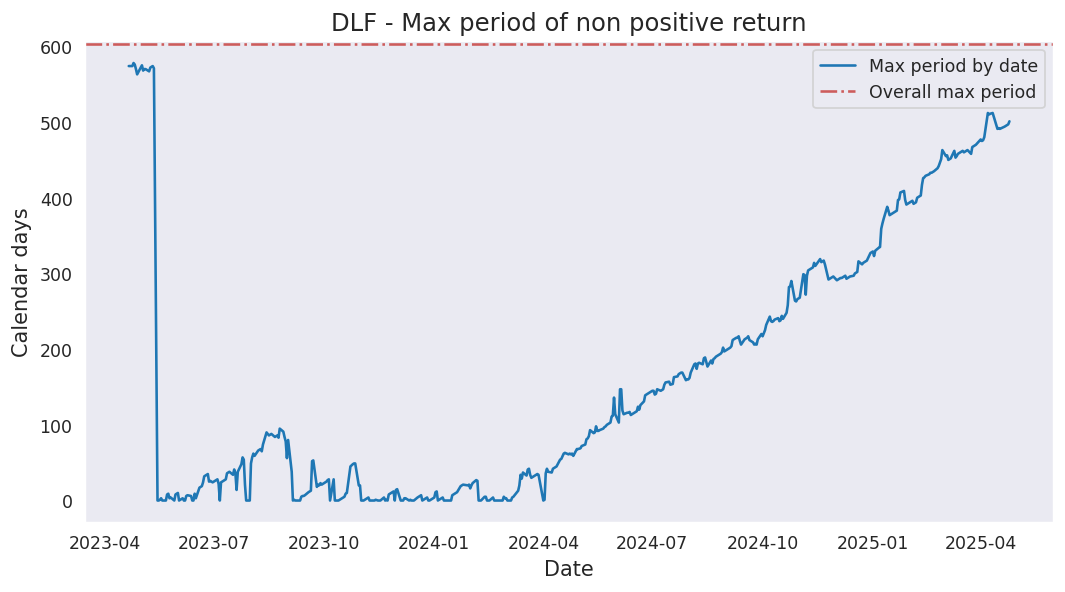 DLF - Max period of non positive return
600
500
400
300
200
100
0
Calendar days
Max period by date
Overall max period
2023-04 2023-07 2023-10 2024-01 2024-04 2024-07 2024-10 2025-01 2025-04
Date